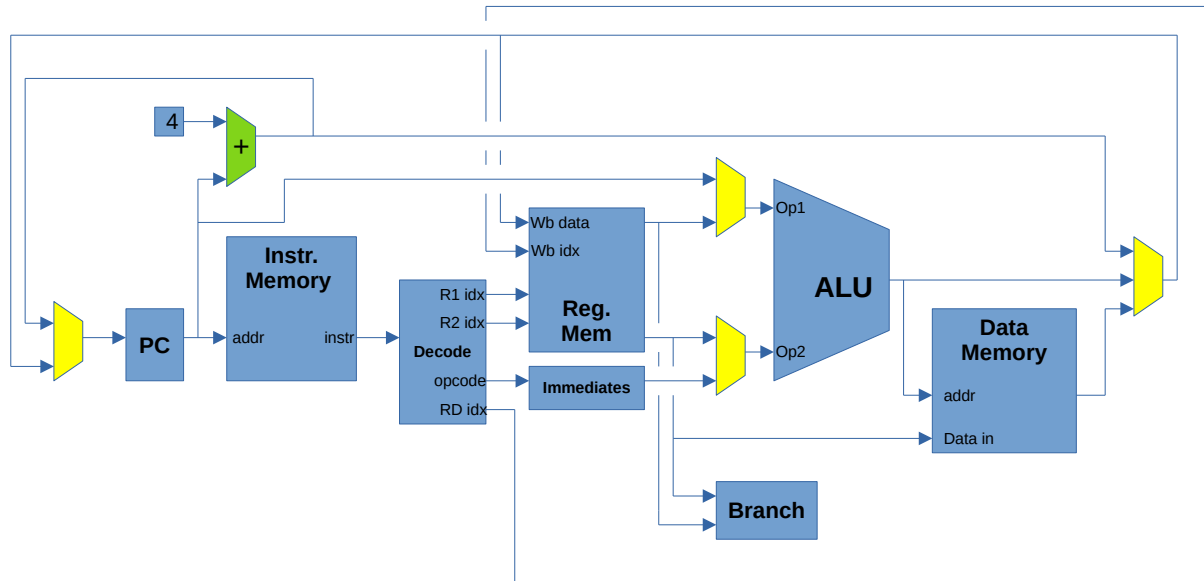 4
+
Wb data
Wb idx
Op1
Instr.
Memory
ALU
R1 idx
R2 idx
Reg.
Mem
PC
addr
instr
Decode
Op2
Data
Memory
opcode
Immediates
RD idx
addr
Data in
Branch